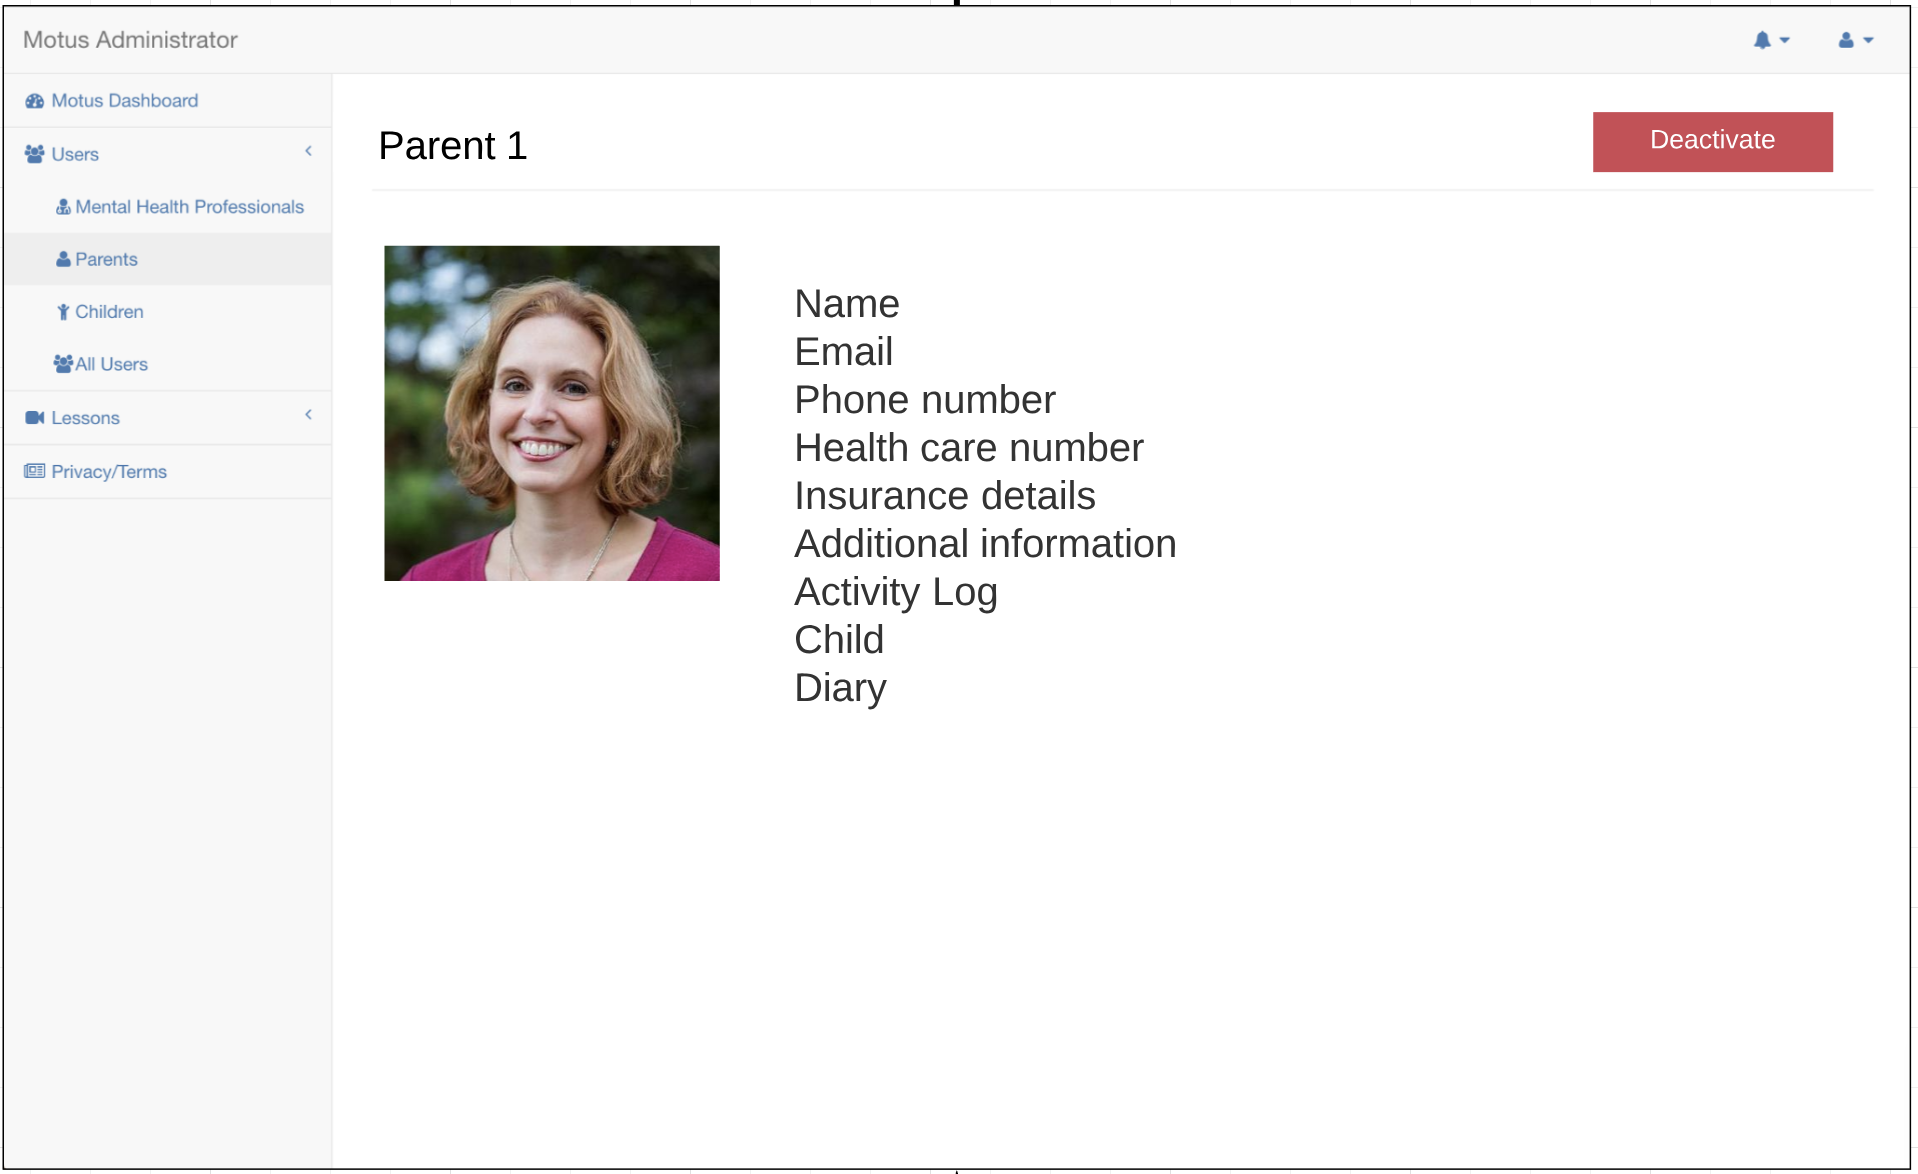 Motus Administrator
Motus Dashboard
Users
Mental Health Professionals
Parents
Children
All Users
Lessons
Privacy/Terms
Parent 1
Deactivate
Name
Email
Phone number
Health care number
Insurance details
Additional information
Activity Log
Child
Diary